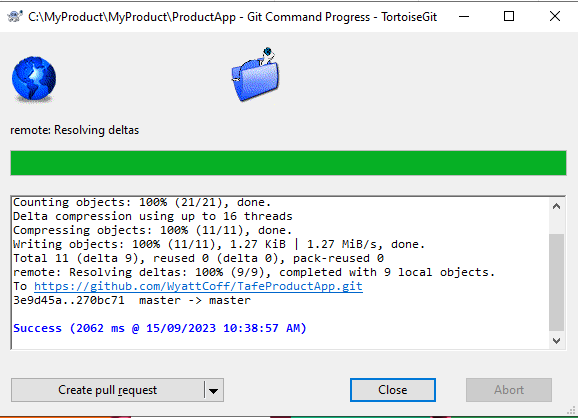 C:\MyProduct\MyProduct\ProductApp - Git Command Progress - TortoiseGit
remote: Resolving deltas
Counting objects: 100% (21/21), done.
Delta compression using up to 16 threads
Compressing objects: 100% (11/11), done.
Writing objects: 100% (11/11), 1.27 KiB | 1.27 MiB/s, done.
Total 11 (delta 9), reused 0 (delta 0), pack-reused 0
remote: Resolving deltas: 100% (9/9), completed with 9 local objects.
To https://github.com/WyattCoff/TafeProductApp.git
3e9d45a..270bc71  master -> master
Success (2062 ms @ 15/09/2023 10:38:57 AM)
Create pull request
Close
Abort